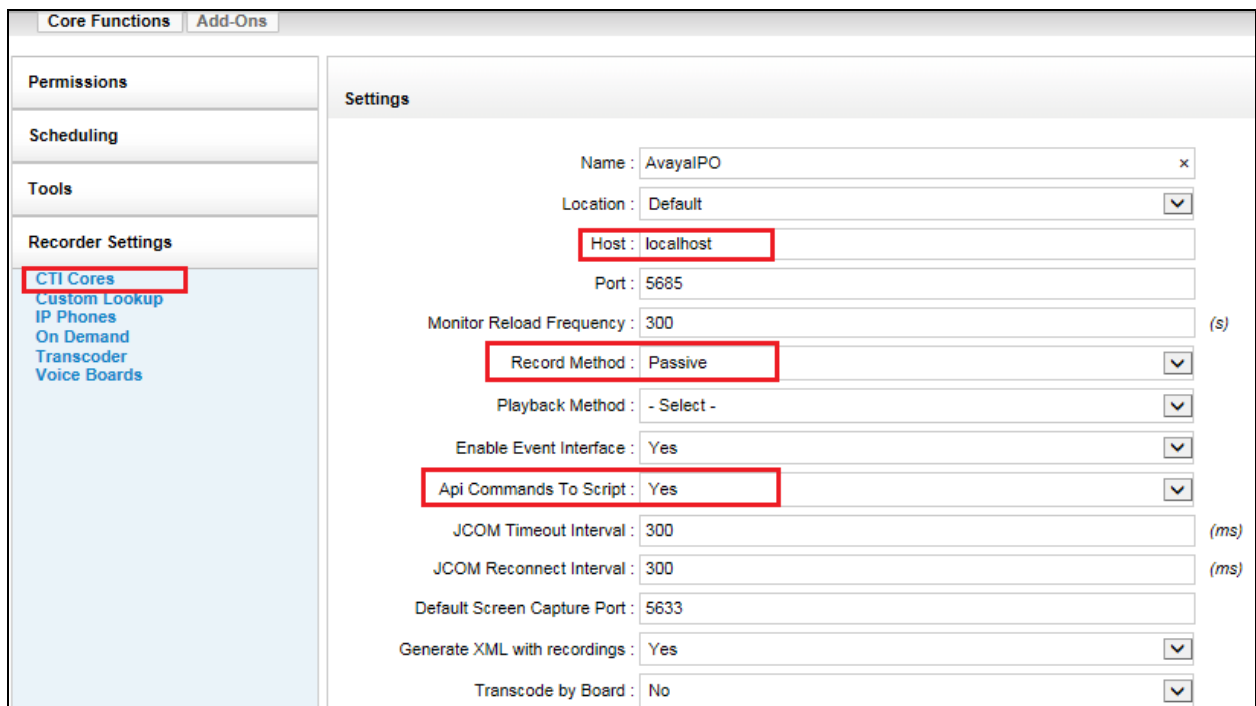 Core Functions Add-Ons
Permissions
Scheduling
Tools
Recorder Settings
CTI Cores
Custom Lookup
IP Phones
On Demand
Transcoder
Voice Boards
Settings
Name : AvayaIPO ×
Location : Default
Host : localhost
Port : 5685
Monitor Reload Frequency : 300 (s)
Record Method : Passive
Playback Method : - Select -
Enable Event Interface : Yes
Api Commands To Script : Yes
JCOM Timeout Interval : 300 (ms)
JCOM Reconnect Interval : 300 (ms)
Default Screen Capture Port : 5633
Generate XML with recordings : Yes
Transcode by Board : No